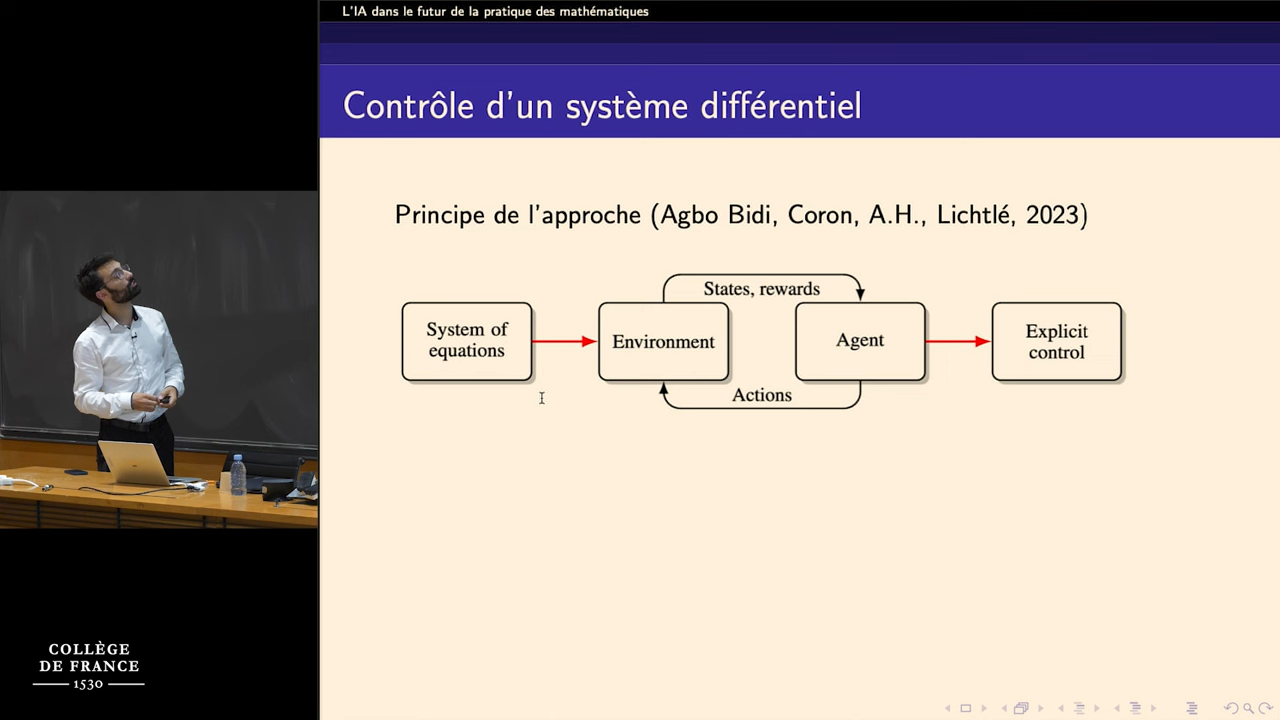 L'IA dans le futur de la pratique des mathématiques
Contrôle d'un système différentiel
Principe de l'approche (Agbo Bidi, Coron, A.H., Lichtlé, 2023)
States, rewards
System of
equations
Environment
Agent
Explicit
control
Actions
COLLÈGE
DE FRANCE
1530